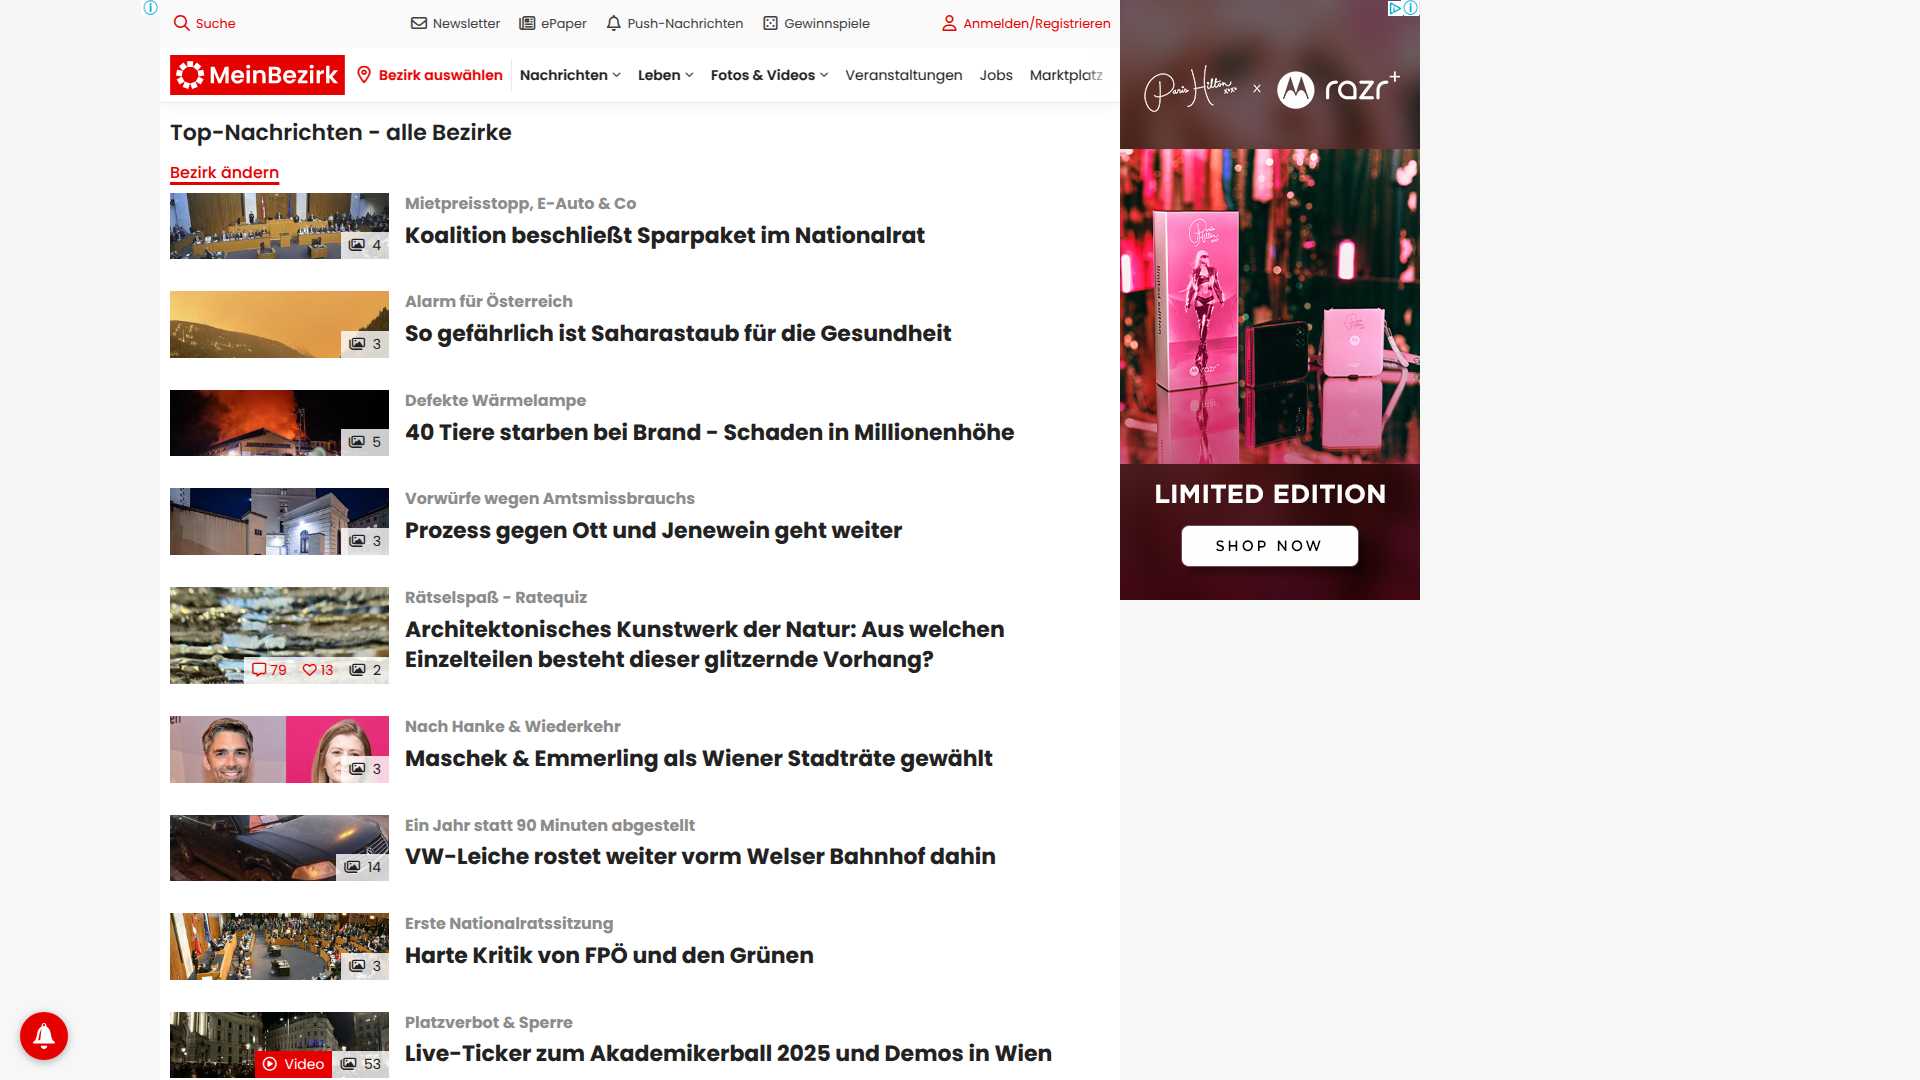 Suche
Newsletter
ePaper
Push-Nachrichten
Gewinnspiele
Anmelden/Registrieren
MeinBezirk
Bezirk auswählen
Nachrichten
Leben
Fotos & Videos
Veranstaltungen
Jobs
Marktplatz
Top-Nachrichten - alle Bezirke
Bezirk ändern
4
Mietpreisstopp, E-Auto & Co
Koalition beschließt Sparpaket im Nationalrat
3
Alarm für Österreich
So gefährlich ist Saharastaub für die Gesundheit
5
Defekte Wärmelampe
40 Tiere starben bei Brand - Schaden in Millionenhöhe
3
Vorwürfe wegen Amtsmissbrauchs
Prozess gegen Ott und Jenewein geht weiter
79 13 2
Rätselspaß - Ratequiz
Architektonisches Kunstwerk der Natur: Aus welchen
Einzelteilen besteht dieser glitzernde Vorhang?
3
Nach Hanke & Wiederkehr
Maschek & Emmerling als Wiener Stadträte gewählt
14
Ein Jahr statt 90 Minuten abgestellt
VW-Leiche rostet weiter vorm Welser Bahnhof dahin
3
Erste Nationalratssitzung
Harte Kritik von FPÖ und den Grünen
Video 53
Platzverbot & Sperre
Live-Ticker zum Akademikerball 2025 und Demos in Wien
Paris Hilton xoxo x razr+
Paris Hilton
limited edition
razr+
LIMITED EDITION
SHOP NOW